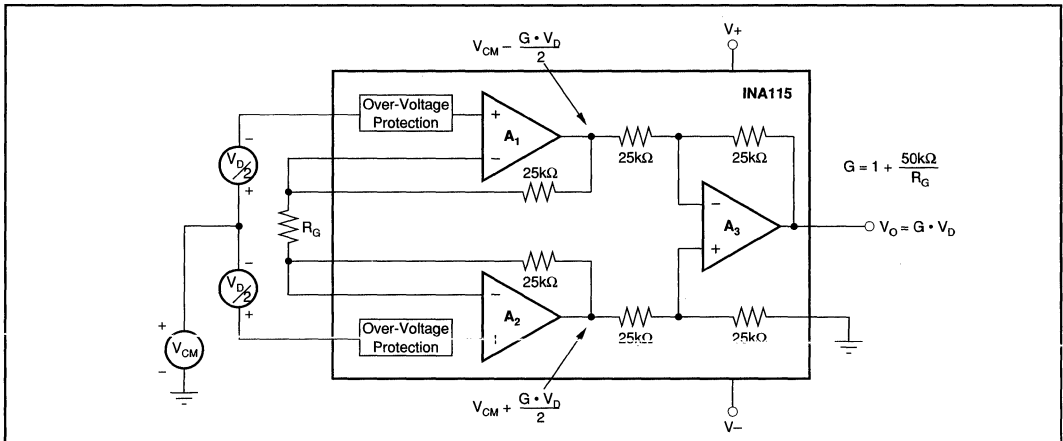 V+
V_CM – G • V_D / 2
INA115
Over-Voltage
Protection
+
A₁
–
25kΩ
25kΩ
25kΩ
G = 1 + 50kΩ / R_G
–
V_D/2
+
R_G
–
A₃
+
V_O = G • V_D
–
V_D/2
+
25kΩ
–
A₂
Over-Voltage
Protection
25kΩ
25kΩ
+
V_CM
–
V_CM + G • V_D / 2
V–